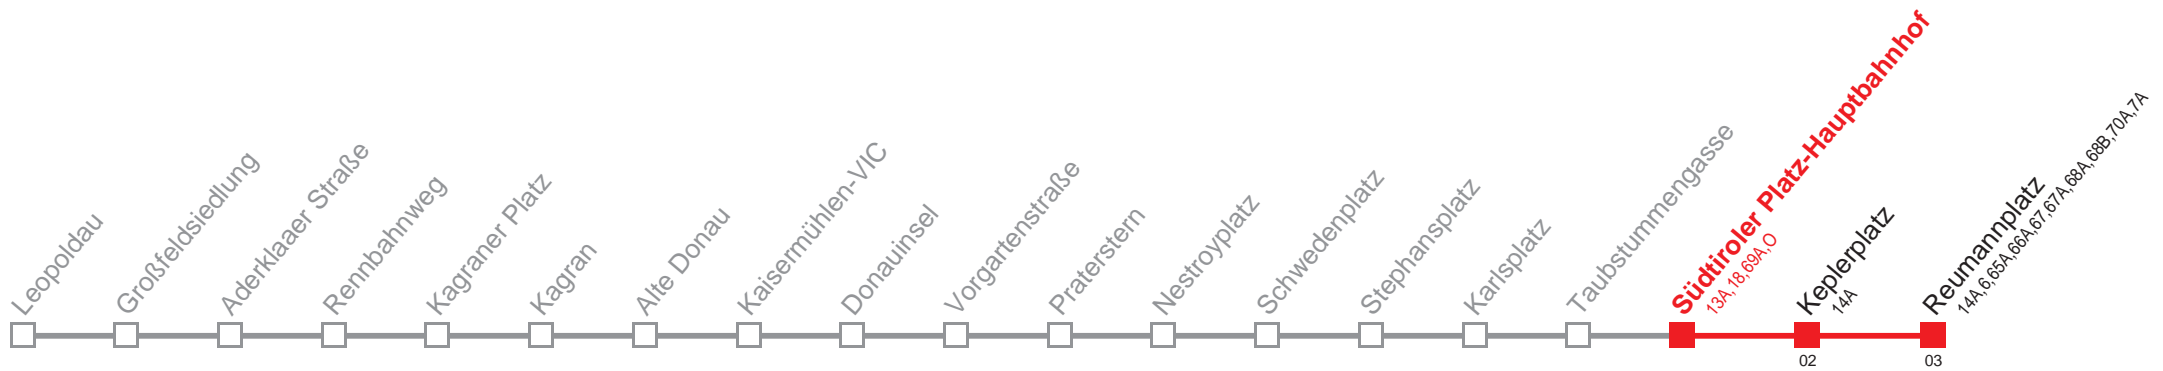 Leopoldau
Großfeldsiedlung
Aderklaaer Straße
Rennbahnweg
Kagraner Platz
Kagran
Alte Donau
Kaisermühlen-VIC
Donauinsel
Vorgartenstraße
Praterstern
Nestroyplatz
Schwedenplatz
Stephansplatz
Karlsplatz
Taubstummengasse
Südtiroler Platz-Hauptbahnhof
13A,18,69A,O
Keplerplatz
14A
Reumannplatz
14A,6,65A,66A,67,67A,68A,68B,70A,7A
02
03